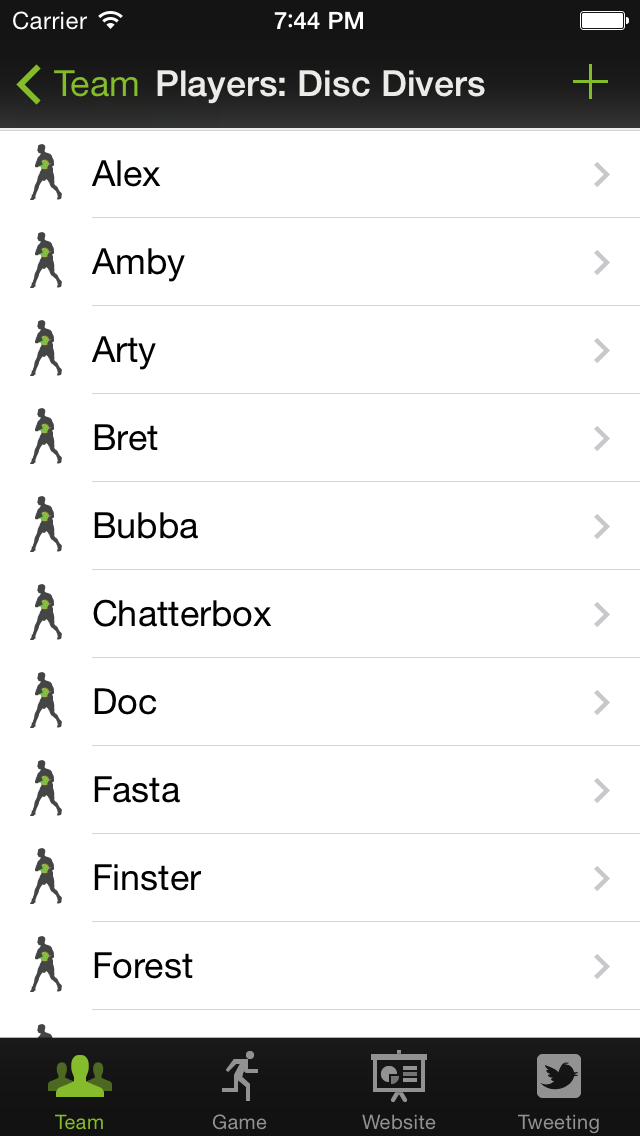 Carrier 7:44 PM
Team Players: Disc Divers +
Alex
Amby
Arty
Bret
Bubba
Chatterbox
Doc
Fasta
Finster
Forest
Team Game Website Tweeting